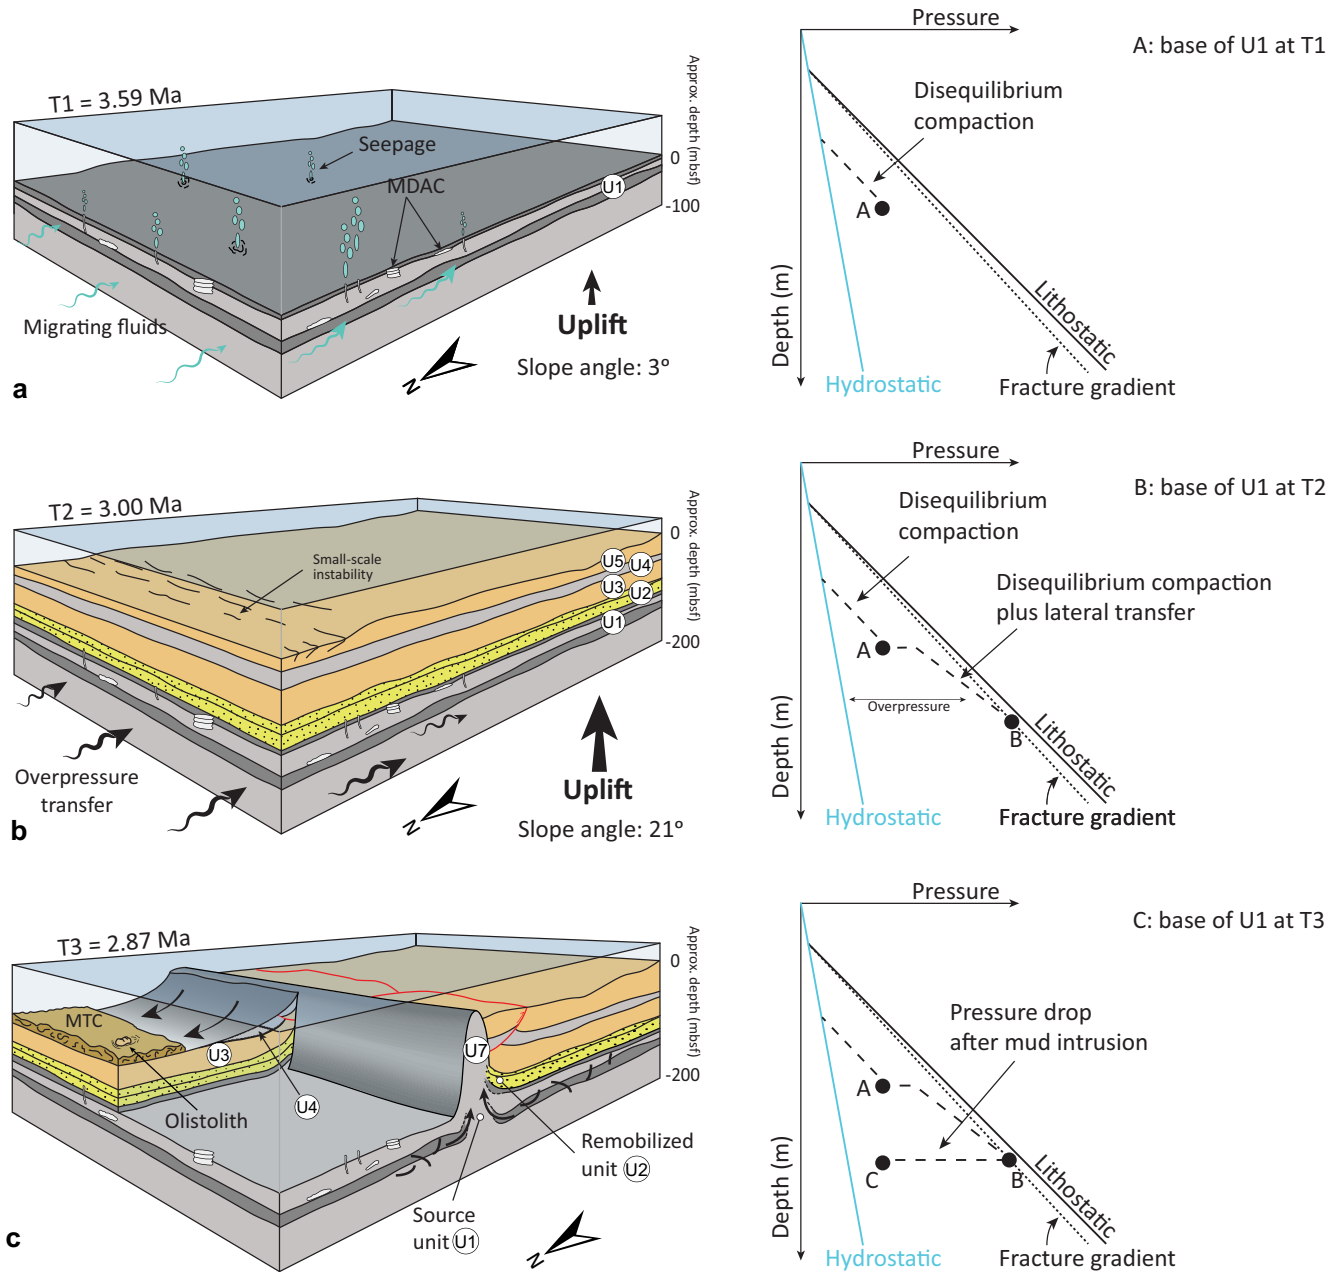 T1 = 3.59 Ma
Seepage
MDAC
U1
Approx. depth (mbsf)
0
-100
Migrating fluids
Uplift
Slope angle: 3º
N
a
Pressure
A: base of U1 at T1
Disequilibrium
compaction
A
Depth (m)
Lithostatic
Hydrostatic
Fracture gradient
T2 = 3.00 Ma
Small-scale
instability
U5
U4
U3
U2
U1
Approx. depth (mbsf)
0
-200
Overpressure
transfer
Uplift
Slope angle: 21º
N
b
Pressure
B: base of U1 at T2
Disequilibrium
compaction
Disequilibrium compaction
plus lateral transfer
A
Overpressure
B
Depth (m)
Lithostatic
Hydrostatic
Fracture gradient
T3 = 2.87 Ma
MTC
U3
U7
U4
Olistolith
Approx. depth (mbsf)
0
-200
Remobilized
unit U2
Source
unit U1
N
c
Pressure
C: base of U1 at T3
Pressure drop
after mud intrusion
A
C
B
Depth (m)
Lithostatic
Hydrostatic
Fracture gradient